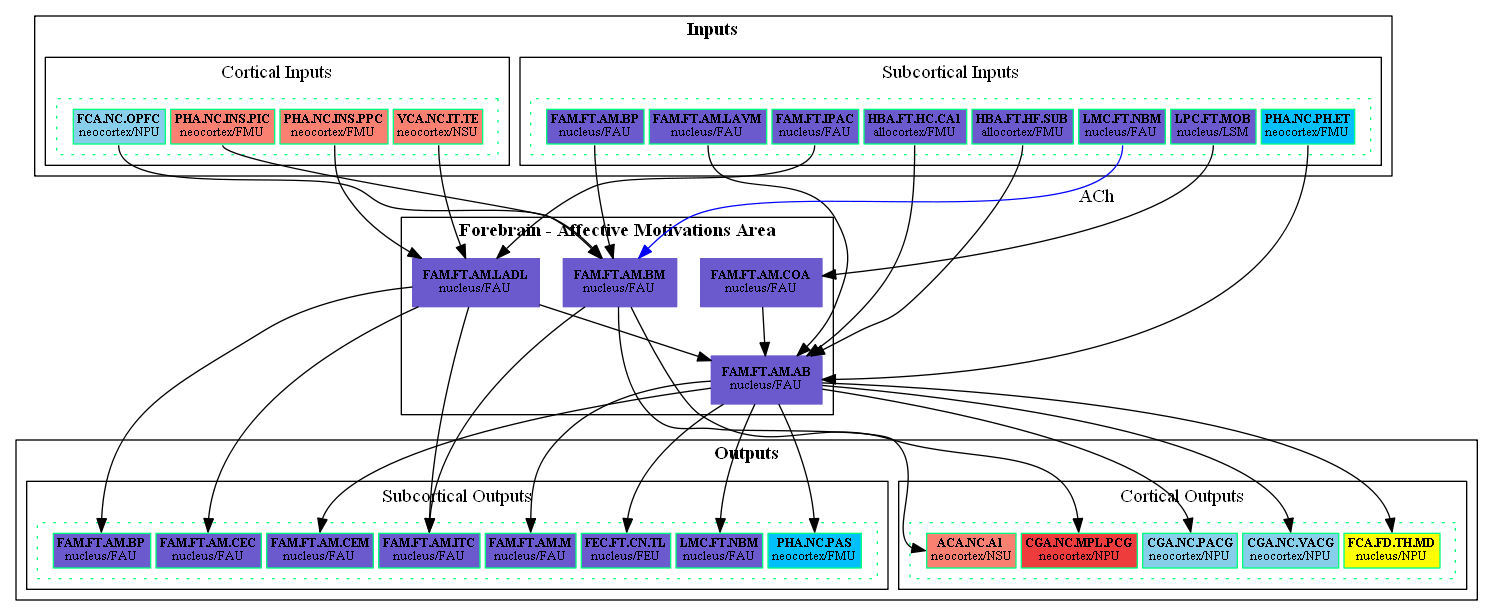 Inputs
Cortical Inputs
Subcortical Inputs
FCA.NC.OPFC
neocortex/NPU
PHA.NC.INS.PIC
neocortex/FMU
PHA.NC.INS.PPC
neocortex/FMU
VCA.NC.IT.TE
neocortex/NSU
FAM.FT.AM.BP
nucleus/FAU
FAM.FT.AM.LAVM
nucleus/FAU
FAM.FT.IPAC
nucleus/FAU
HBA.FT.HC.CA1
allocortex/FMU
HBA.FT.HF.SUB
allocortex/FMU
LMC.FT.NBM
nucleus/FAU
LPC.FT.MOB
nucleus/LSM
PHA.NC.PH.ET
neocortex/FMU
ACh
Forebrain - Affective Motivations Area
FAM.FT.AM.LADL
nucleus/FAU
FAM.FT.AM.BM
nucleus/FAU
FAM.FT.AM.COA
nucleus/FAU
FAM.FT.AM.AB
nucleus/FAU
Outputs
Subcortical Outputs
Cortical Outputs
FAM.FT.AM.BP
nucleus/FAU
FAM.FT.AM.CEC
nucleus/FAU
FAM.FT.AM.CEM
nucleus/FAU
FAM.FT.AM.ITC
nucleus/FAU
FAM.FT.AM.M
nucleus/FAU
FEC.FT.CN.TL
nucleus/FEU
LMC.FT.NBM
nucleus/FAU
PHA.NC.PAS
neocortex/FMU
ACA.NC.A1
neocortex/NSU
CGA.NC.MPL.PCG
neocortex/NPU
CGA.NC.PACG
neocortex/NPU
CGA.NC.VACG
neocortex/NPU
FCA.FD.TH.MD
nucleus/NPU